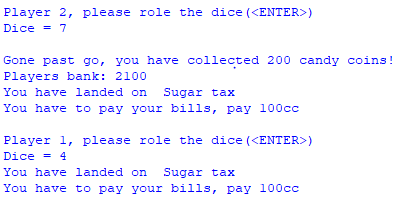 Player 2, please role the dice(<ENTER>)
Dice = 7
Gone past go, you have collected 200 candy coins!
Players bank: 2100
You have landed on  Sugar tax
You have to pay your bills, pay 100cc
Player 1, please role the dice(<ENTER>)
Dice = 4
You have landed on  Sugar tax
You have to pay your bills, pay 100cc